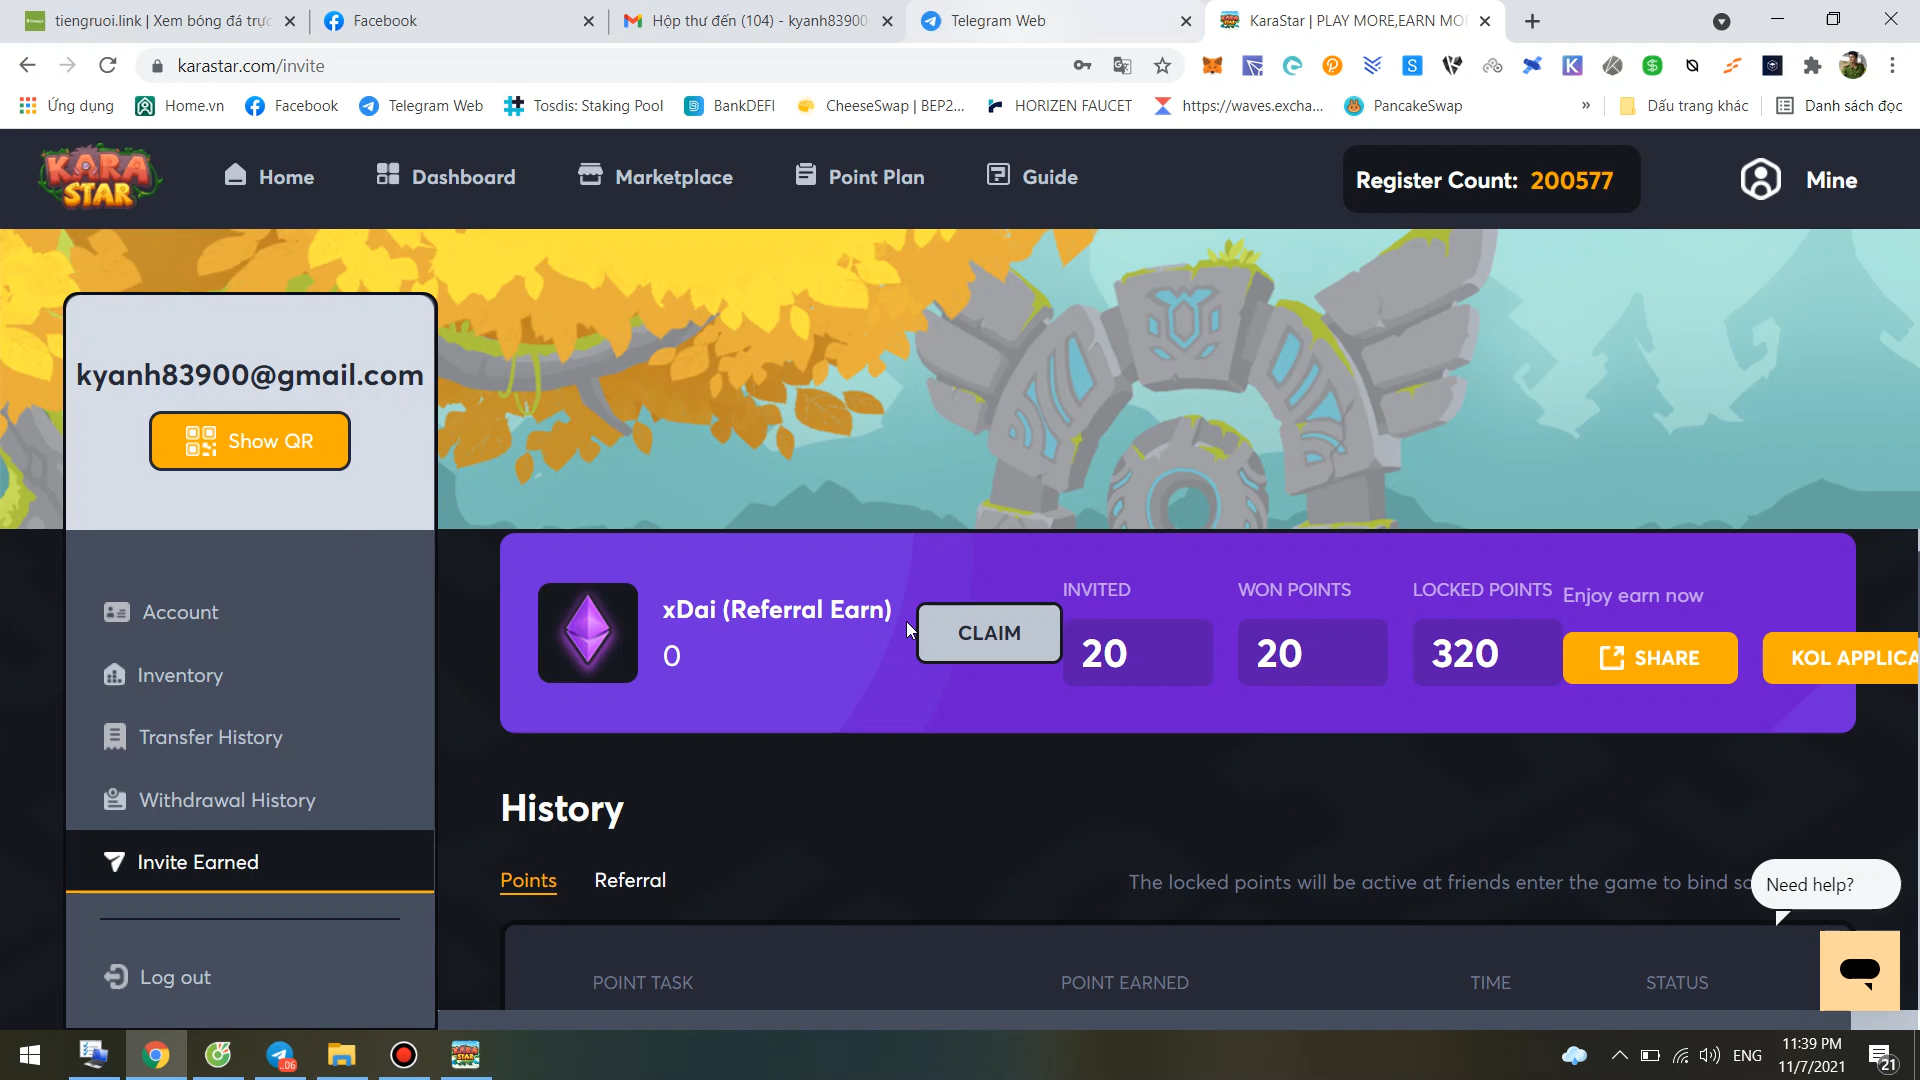 tiengruoi.link | Xem bóng đá trực
Facebook
Hộp thư đến (104) - kyanh83900
Telegram Web
KaraStar | PLAY MORE,EARN MO
karastar.com/invite
Ứng dụng
Home.vn
Facebook
Telegram Web
Tosdis: Staking Pool
BankDEFI
CheeseSwap | BEP2...
HORIZEN FAUCET
https://waves.excha...
PancakeSwap
»
Dấu trang khác
Danh sách đọc
KARA
STAR
Home
Dashboard
Marketplace
Point Plan
Guide
Register Count: 200577
Mine
kyanh83900@gmail.com
Show QR
Account
Inventory
Transfer History
Withdrawal History
Invite Earned
Log out
xDai (Referral Earn)
0
CLAIM
INVITED
20
WON POINTS
20
LOCKED POINTS
320
Enjoy earn now
SHARE
KOL APPLICA
History
Points
Referral
The locked points will be active at friends enter the game to bind sc
Need help?
POINT TASK
POINT EARNED
TIME
STATUS
ENG
11:39 PM
11/7/2021
21